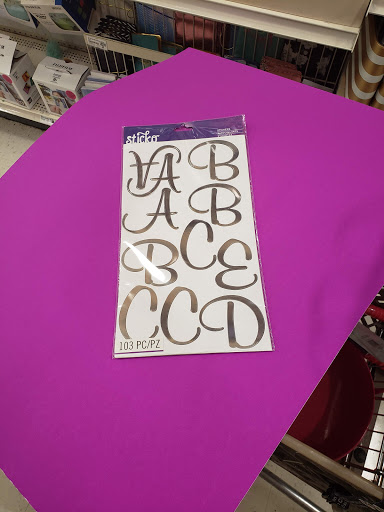 sticko
A A B
A B
B C E
C C D
103 PC/PZ